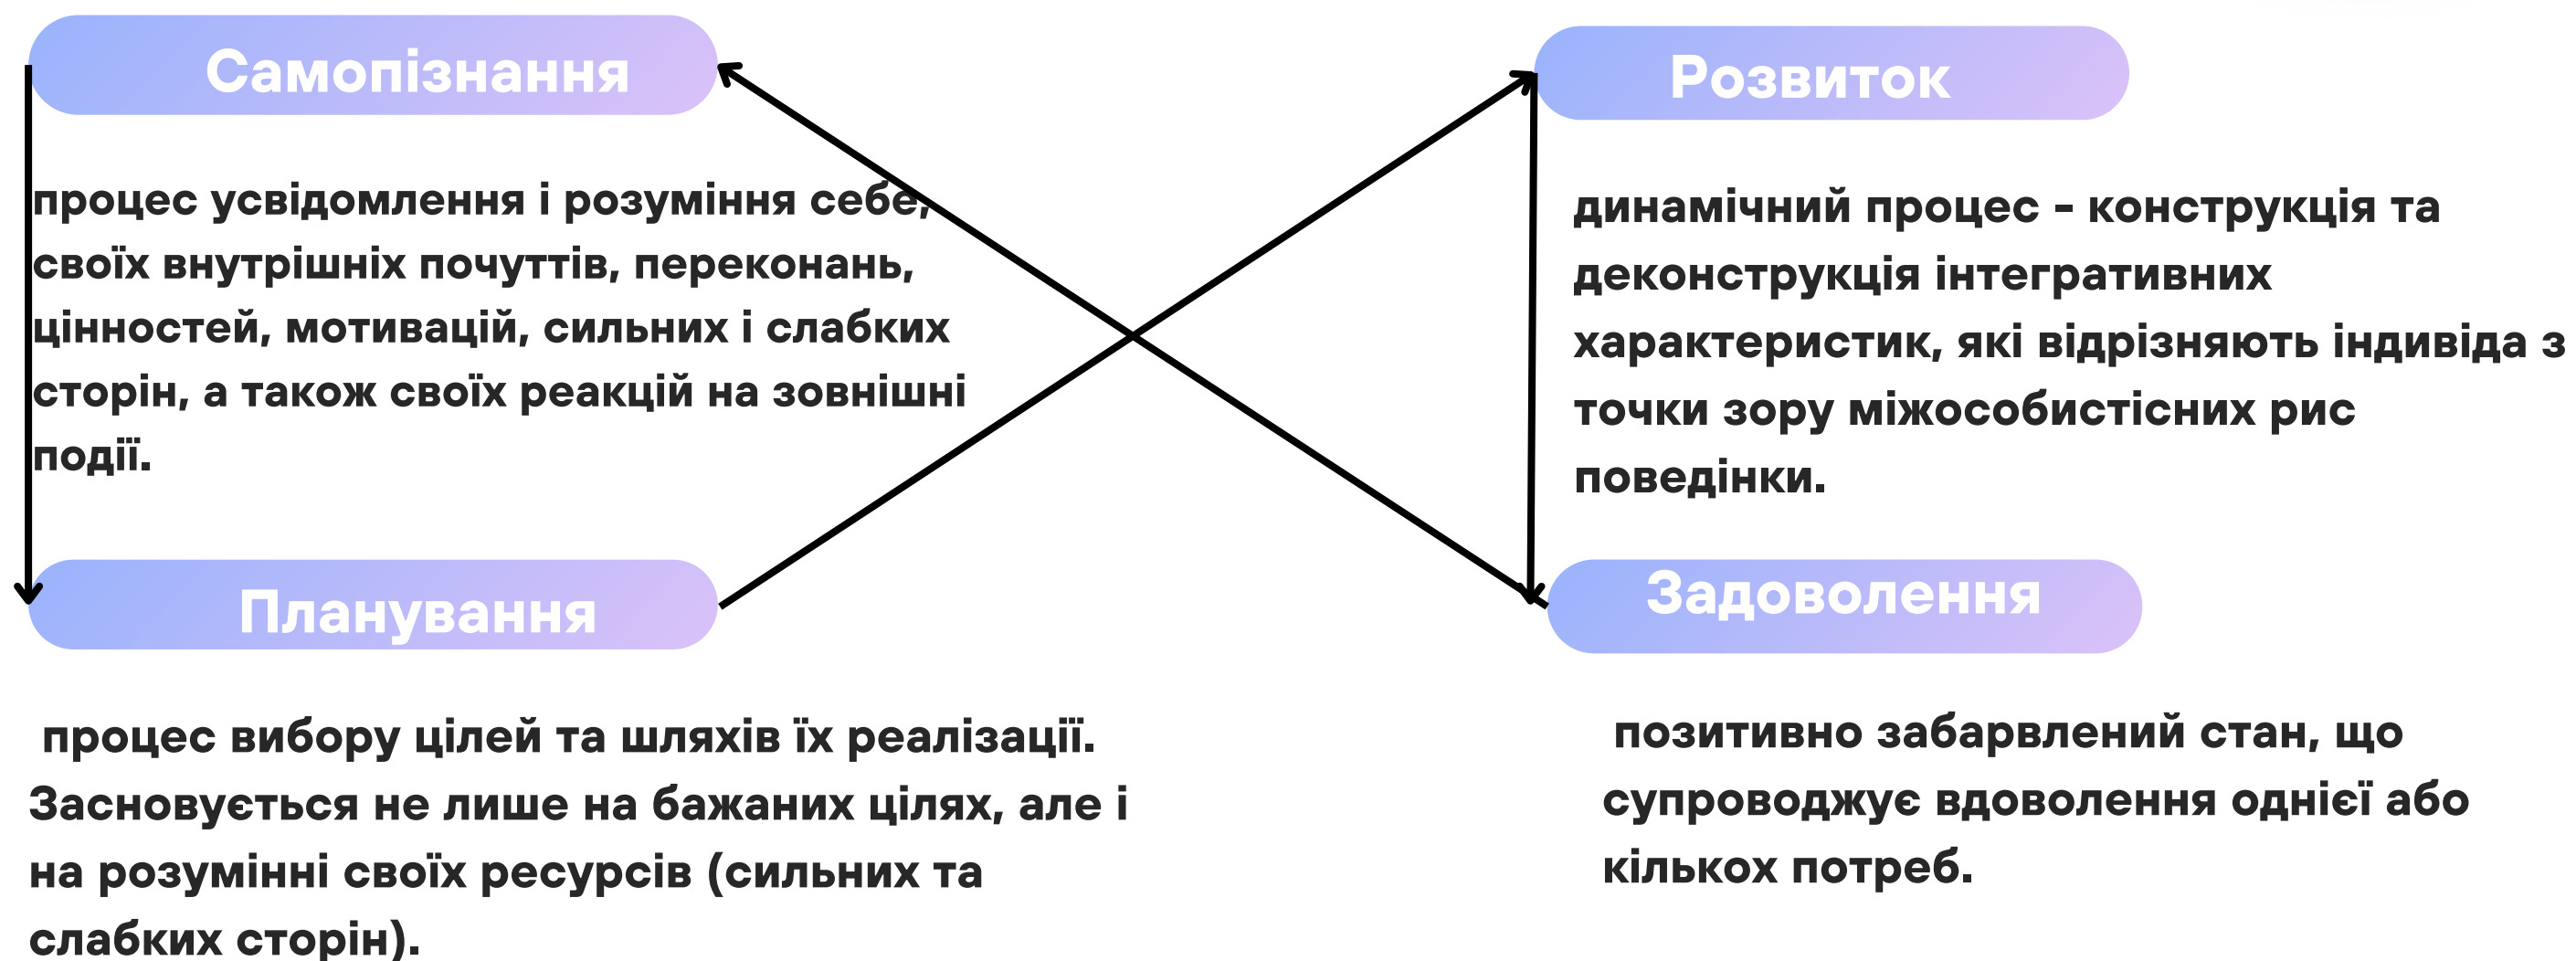 Самопізнання
процес усвідомлення і розуміння себе,
своїх внутрішніх почуттів, переконань,
цінностей, мотивацій, сильних і слабких
сторін, а також своїх реакцій на зовнішні
події.
Планування
процес вибору цілей та шляхів їх реалізації.
Засновується не лише на бажаних цілях, але і
на розумінні своїх ресурсів (сильних та
слабких сторін).
Розвиток
динамічний процес - конструкція та
деконструкція інтегративних
характеристик, які відрізняють індивіда з
точки зору міжособистісних рис
поведінки.
Задоволення
позитивно забарвлений стан, що
супроводжує вдоволення однієї або
кількох потреб.